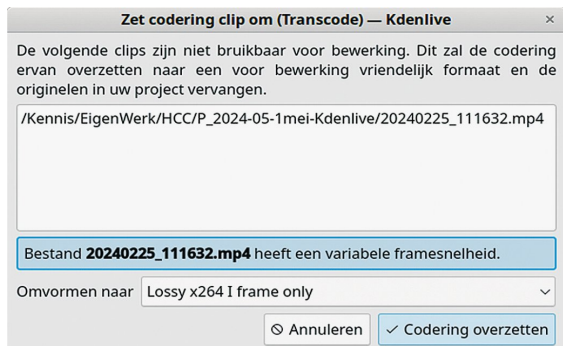 Zet codering clip om (Transcode) — Kdenlive
De volgende clips zijn niet bruikbaar voor bewerking. Dit zal de codering
ervan overzetten naar een voor bewerking vriendelijk formaat en de
originelen in uw project vervangen.
/Kennis/EigenWerk/HCC/P_2024-05-1mei-Kdenlive/20240225_111632.mp4
Bestand 20240225_111632.mp4 heeft een variabele framesnelheid.
Omvormen naar Lossy x264 I frame only
Annuleren Codering overzetten